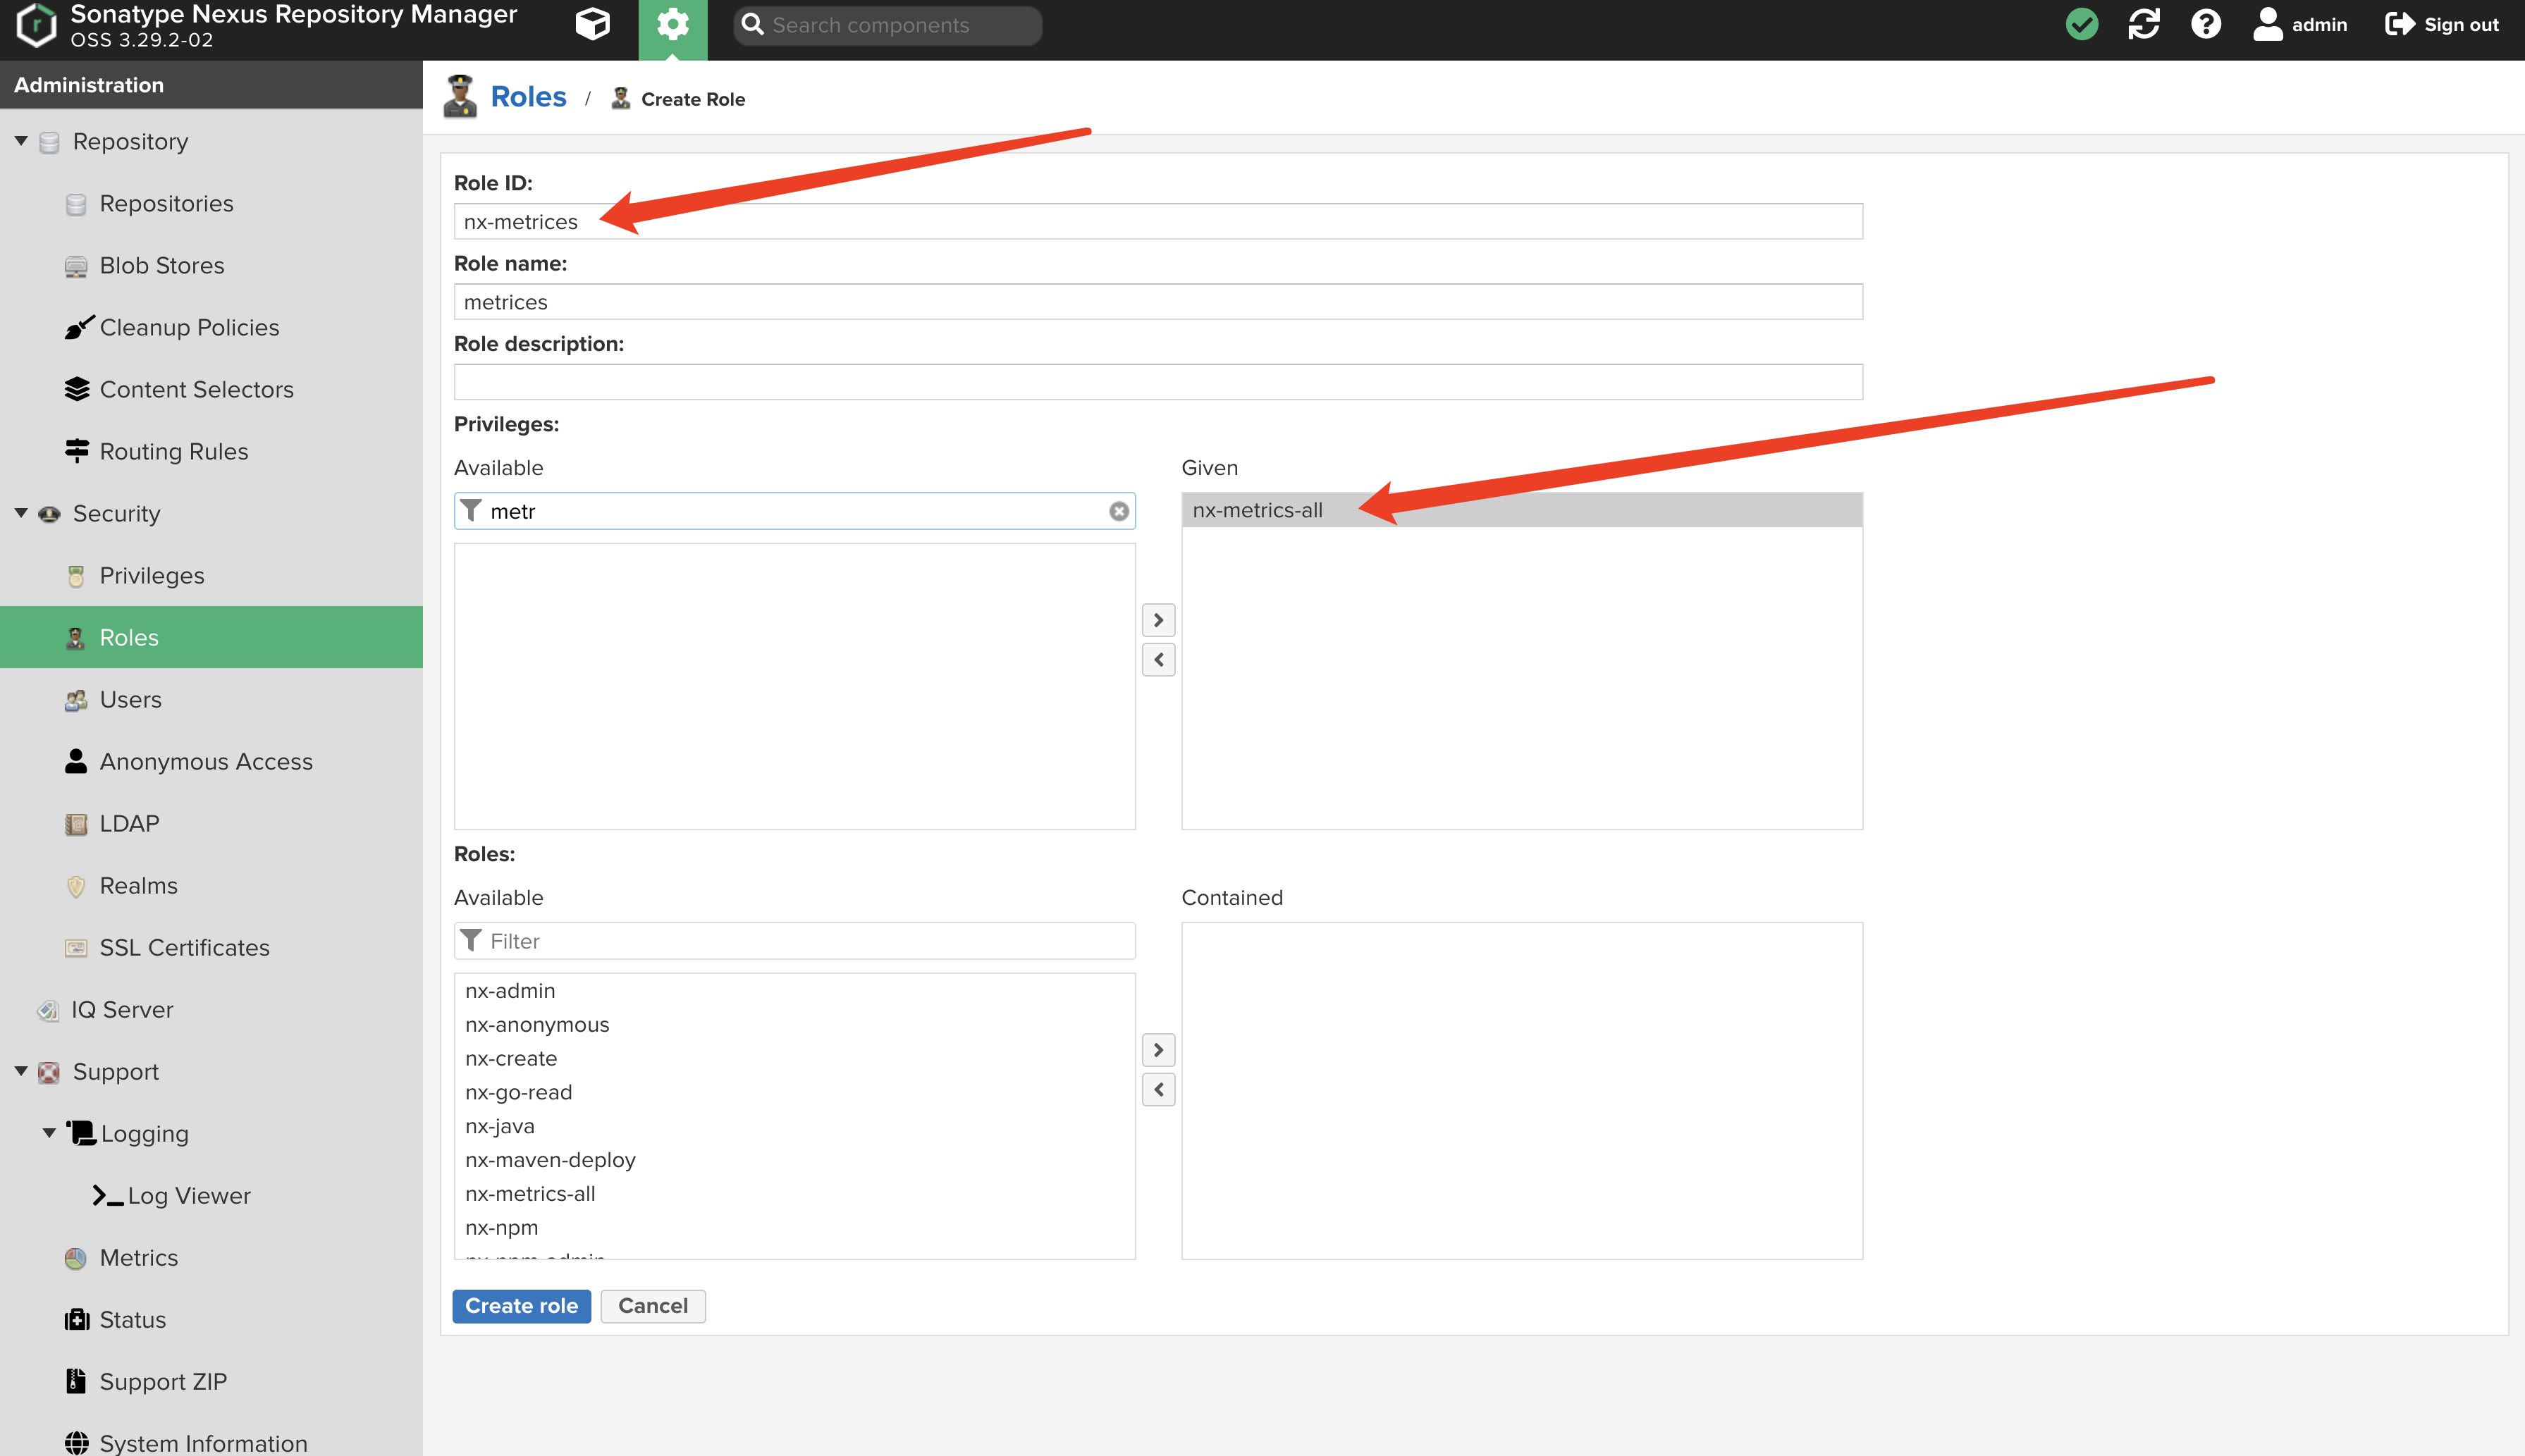 Sonatype Nexus Repository Manager
OSS 3.29.2-02
Search components
admin
Sign out
Administration
Repository
Repositories
Blob Stores
Cleanup Policies
Content Selectors
Routing Rules
Security
Privileges
Roles
Users
Anonymous Access
LDAP
Realms
SSL Certificates
IQ Server
Support
Logging
Log Viewer
Metrics
Status
Support ZIP
System Information
Roles / Create Role
Role ID:
nx-metrices
Role name:
metrices
Role description:
Privileges:
Available
metr
Given
nx-metrics-all
Roles:
Available
Filter
nx-admin
nx-anonymous
nx-create
nx-go-read
nx-java
nx-maven-deploy
nx-metrics-all
nx-npm
nx-npm-admin
Contained
Create role
Cancel